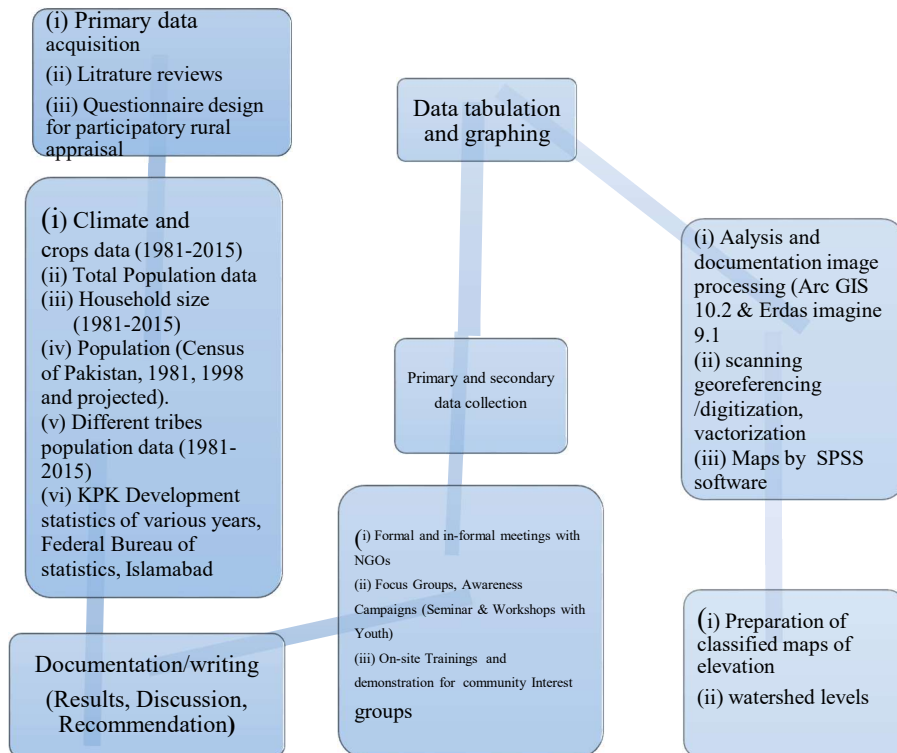 (i) Primary data
acquisition
(ii) Litrature reviews
(iii) Questionnaire design
for participatory rural
appraisal
(i) Climate and
crops data (1981-2015)
(ii) Total Population data
(iii) Household size
(1981-2015)
(iv) Population (Census
of Pakistan, 1981, 1998
and projected).
(v) Different tribes
population data (1981-
2015)
(vi) KPK Development
statistics of various years,
Federal Bureau of
statistics, Islamabad
Documentation/writing
(Results, Discussion,
Recommendation)
Data tabulation
and graphing
Primary and secondary
data collection
(i) Formal and in-formal meetings with
NGOs
(ii) Focus Groups, Awareness
Campaigns (Seminar & Workshops with
Youth)
(iii) On-site Trainings and
demonstration for community Interest
groups
(i) Aalysis and
documentation image
processing (Arc GIS
10.2 & Erdas imagine
9.1
(ii) scanning
georeferencing
/digitization,
vactorization
(iii) Maps by SPSS
software
(i) Preparation of
classified maps of
elevation
(ii) watershed levels